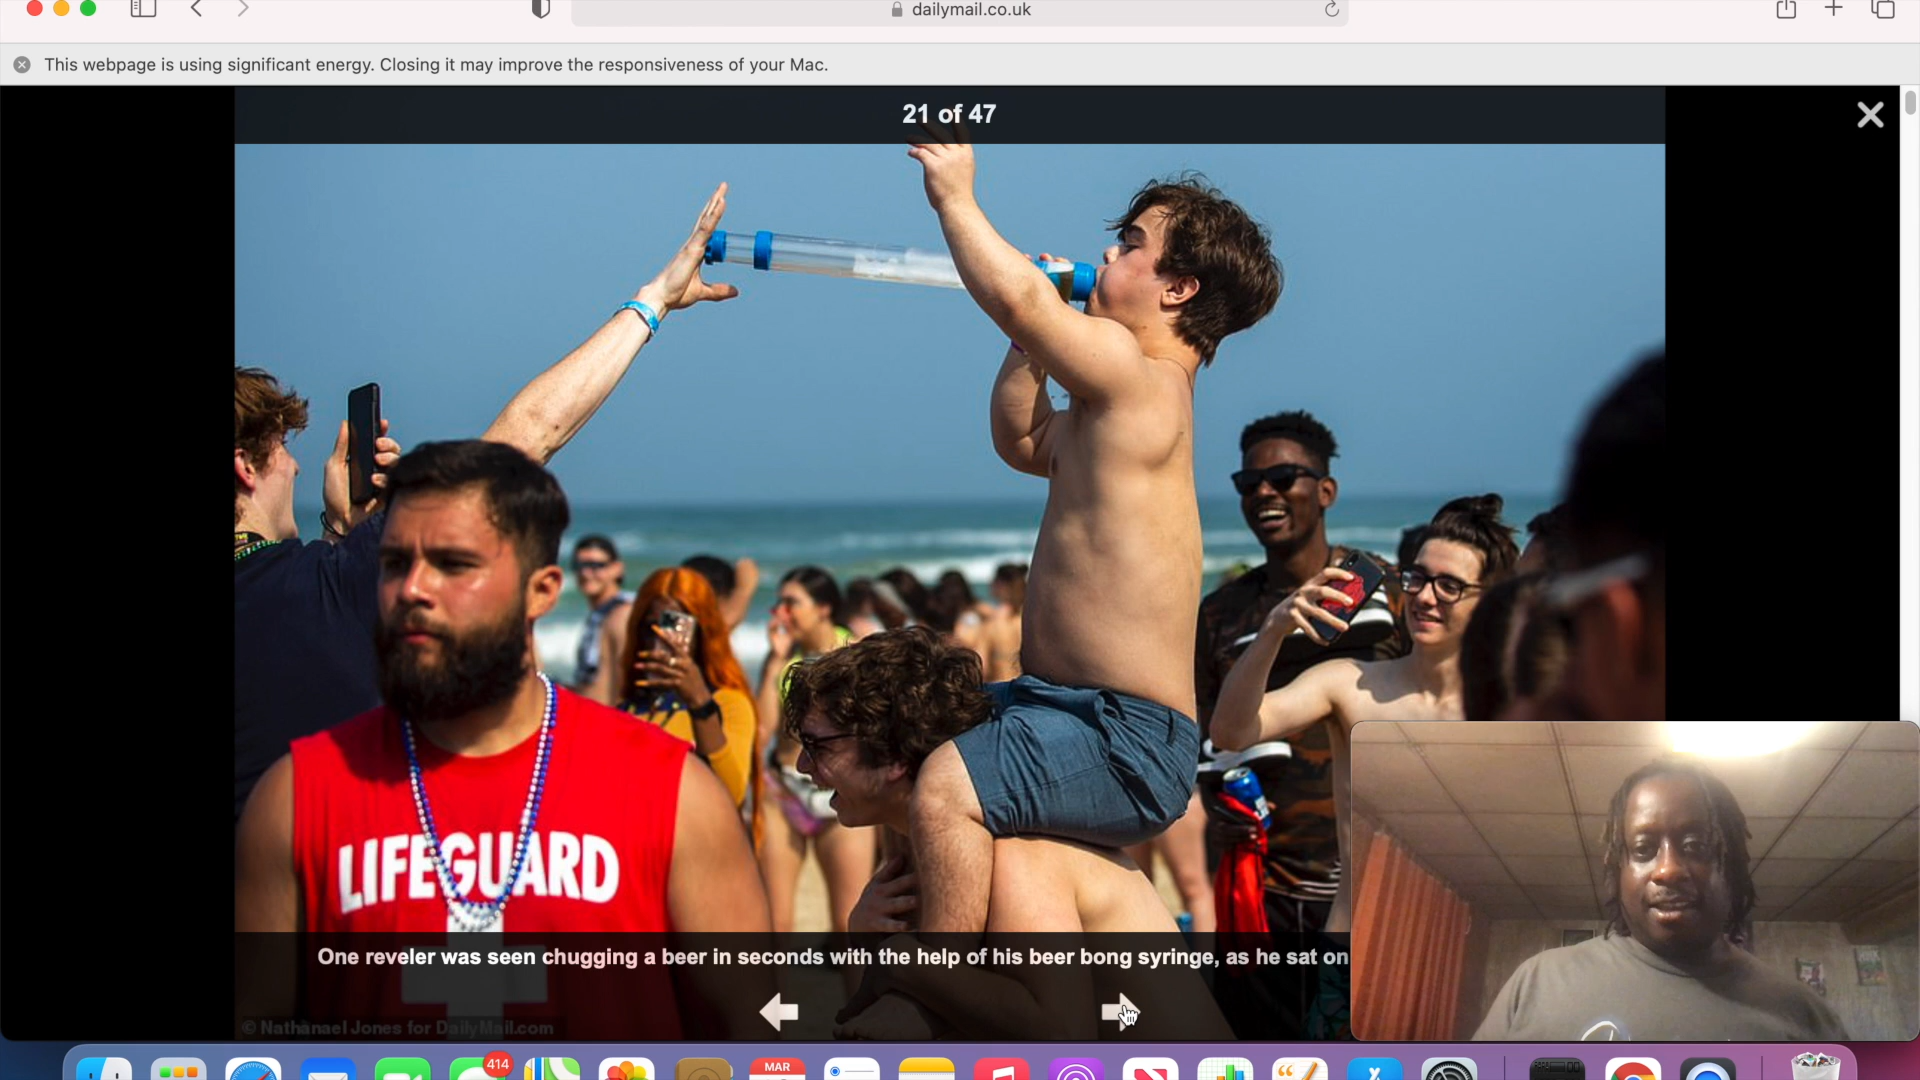 dailymail.co.uk
This webpage is using significant energy. Closing it may improve the responsiveness of your Mac.
21 of 47
LIFEGUARD
One reveler was seen chugging a beer in seconds with the help of his beer bong syringe, as he sat on
© Nathanael Jones for DailyMail.com
414
MAR